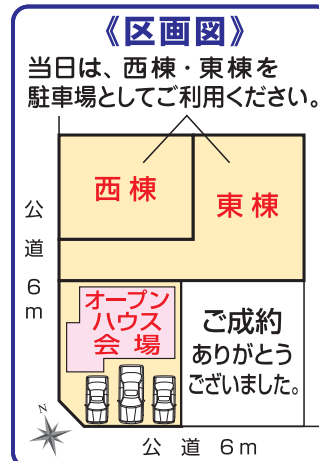 《区画図》
当日は、西棟・東棟を
駐車場としてご利用ください。
西棟
東棟
公道 6m
オープン
ハウス
会場
ご成約
ありがとう
ございました。
N
公道 6m